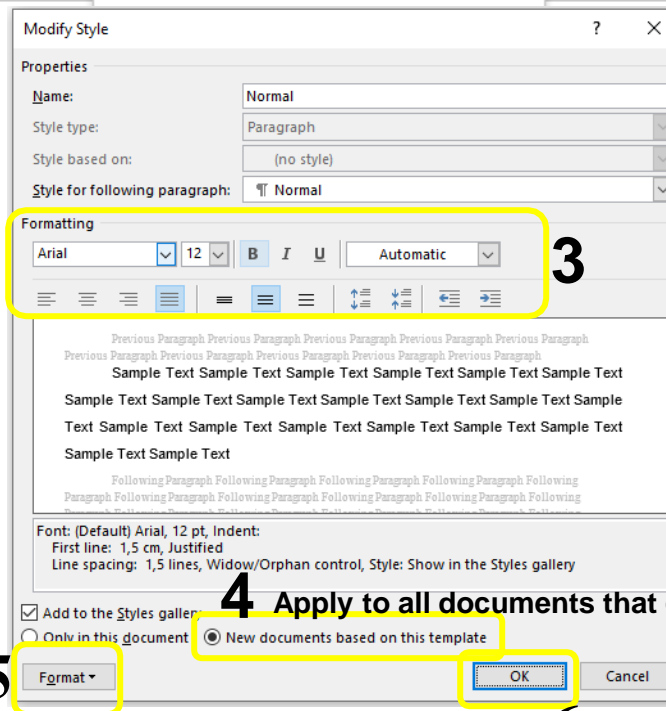 Modify Style ? ×
Properties
Name: Normal
Style type: Paragraph
Style based on: (no style)
Style for following paragraph: ¶ Normal
Formatting
Arial 12 B I U Automatic
3
Previous Paragraph Previous Paragraph Previous Paragraph Previous Paragraph Previous Paragraph
Previous Paragraph Previous Paragraph Previous Paragraph Previous Paragraph Previous Paragraph
Sample Text Sample Text Sample Text Sample Text Sample Text Sample Text
Sample Text Sample Text Sample Text Sample Text Sample Text Sample Text Sample
Text Sample Text Sample Text Sample Text Sample Text Sample Text Sample Text
Sample Text Sample Text
Following Paragraph Following Paragraph Following Paragraph Following Paragraph Following
Paragraph Following Paragraph Following Paragraph Following Paragraph Following Paragraph Following
Font: (Default) Arial, 12 pt, Indent:
First line: 1,5 cm, Justified
Line spacing: 1,5 lines, Widow/Orphan control, Style: Show in the Styles gallery
4 Apply to all documents that
Add to the Styles gallery
Only in this document New documents based on this template
5
Format OK Cancel